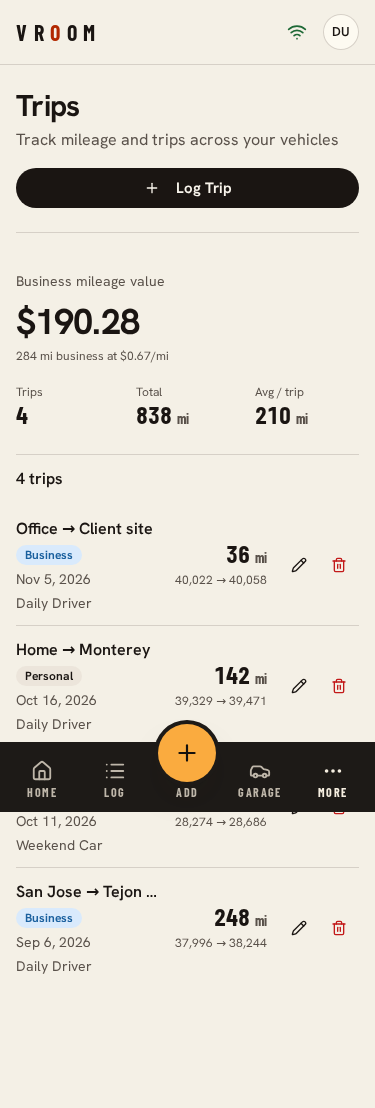 VROOM
DU
Trips
Track mileage and trips across your vehicles
+ Log Trip
Business mileage value
$190.28
284 mi business at $0.67/mi
Trips
4
Total
838 mi
Avg / trip
210 mi
4 trips
Office → Client site
Business
36 mi
Nov 5, 2026
40,022 → 40,058
Daily Driver
Home → Monterey
Personal
142 mi
Oct 16, 2026
39,329 → 39,471
Daily Driver
HOME
LOG
ADD
GARAGE
MORE
Oct 11, 2026
28,274 → 28,686
Weekend Car
San Jose → Tejon ...
Business
248 mi
Sep 6, 2026
37,996 → 38,244
Daily Driver